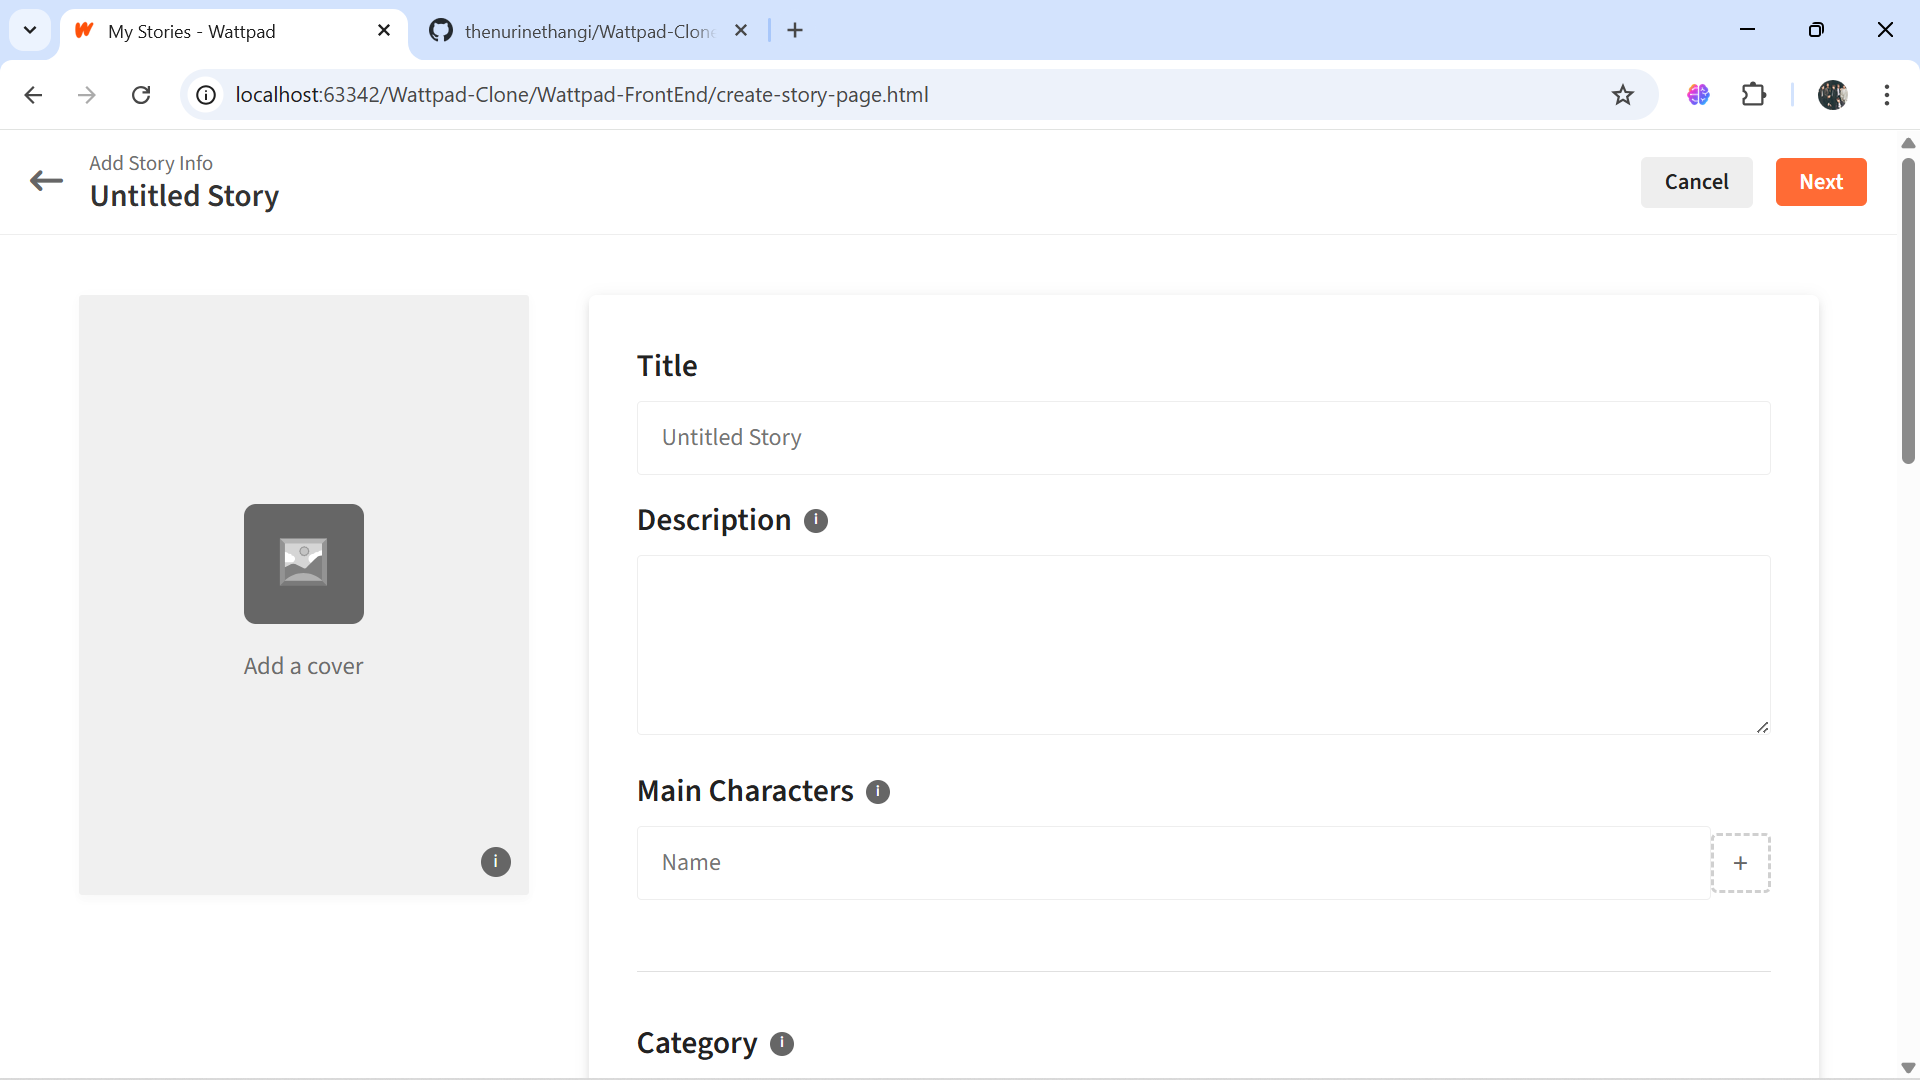 My Stories - Wattpad
thenurinethangi/Wattpad-Clone
localhost:63342/Wattpad-Clone/Wattpad-FrontEnd/create-story-page.html
Add Story Info
Untitled Story
Cancel
Next
Add a cover
Title
Untitled Story
Description
Main Characters
Name
+
Category